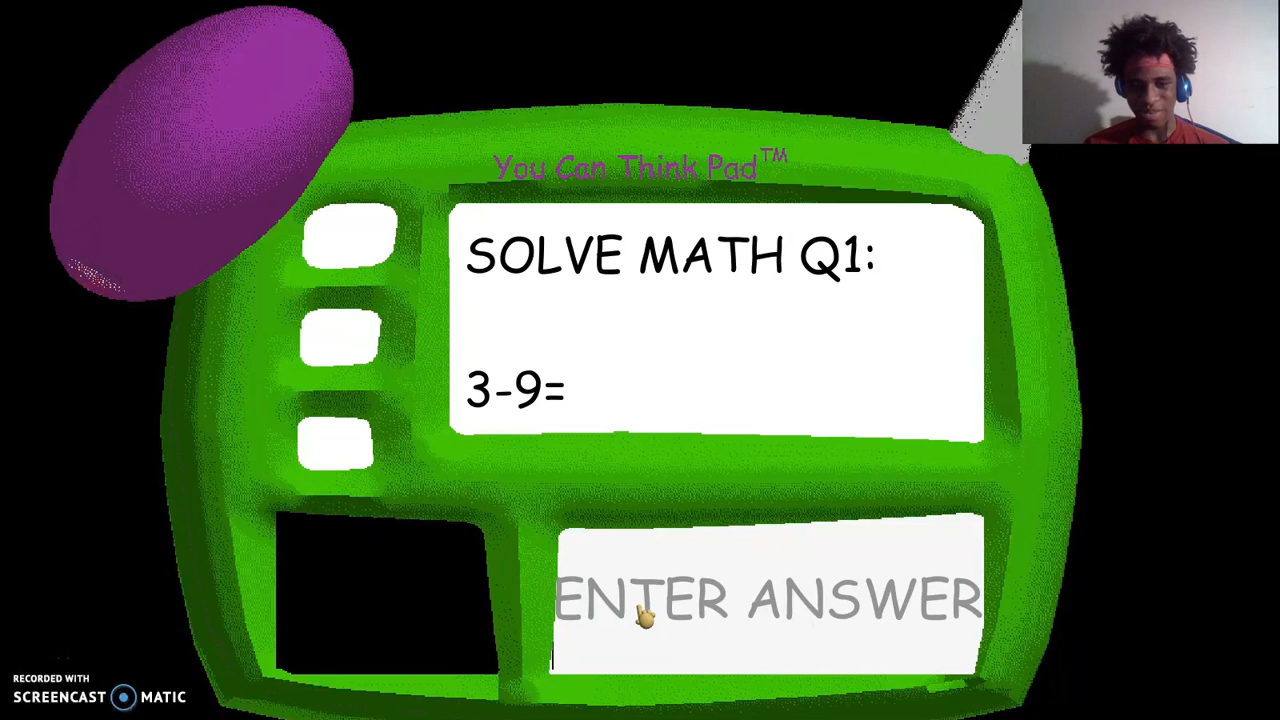 You Can Think Pad™
SOLVE MATH Q1:
3-9=
ENTER ANSWER
RECORDED WITH
SCREENCAST MATIC